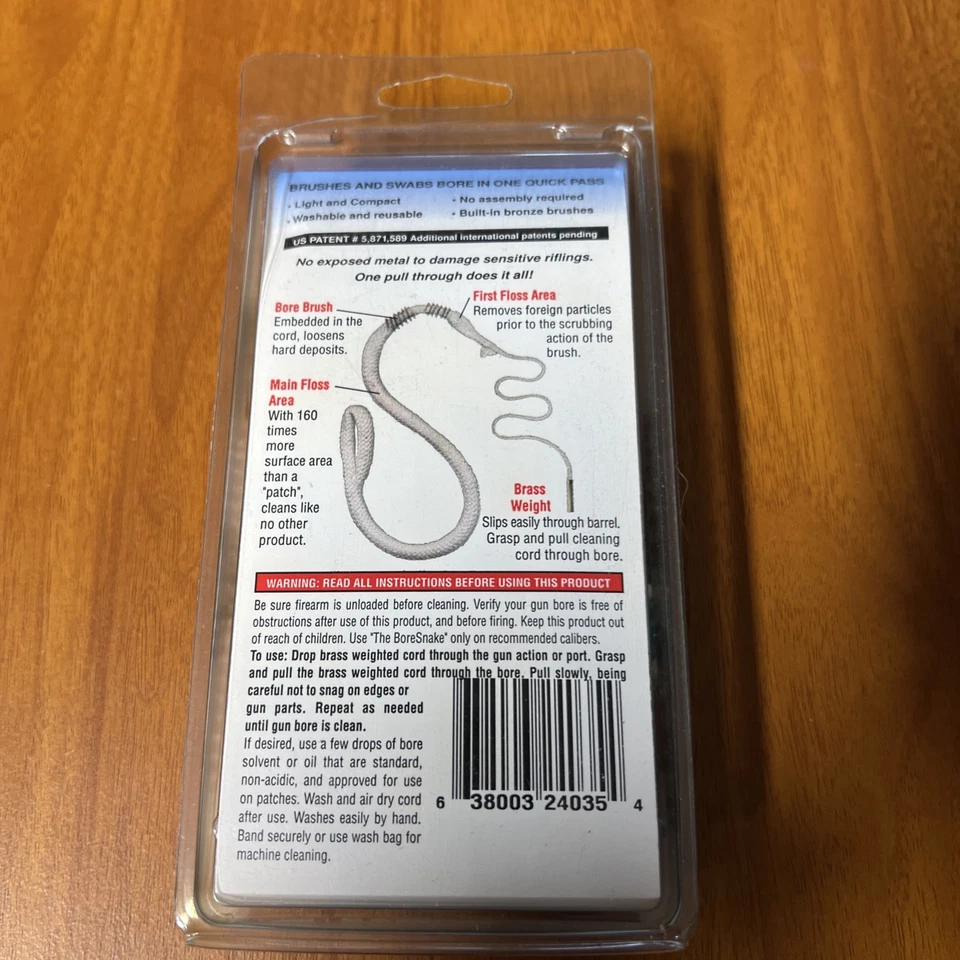 BRUSHES AND SWABS BORE IN ONE QUICK PASS
• Light and Compact
• No assembly required
• Washable and reusable
• Built-in bronze brushes
US PATENT # 5,871,589 Additional international patents pending
No exposed metal to damage sensitive riflings.
One pull through does it all!
Bore Brush
Embedded in the
cord, loosens
hard deposits.
First Floss Area
Removes foreign particles
prior to the scrubbing
action of the
brush.
Main Floss
Area
With 160
times
more
surface area
than a
"patch",
cleans like
no other
product.
Brass
Weight
Slips easily through barrel.
Grasp and pull cleaning
cord through bore.
WARNING: READ ALL INSTRUCTIONS BEFORE USING THIS PRODUCT
Be sure firearm is unloaded before cleaning. Verify your gun bore is free of
obstructions after use of this product, and before firing. Keep this product out
of reach of children. Use "The BoreSnake" only on recommended calibers.
To use: Drop brass weighted cord through the gun action or port. Grasp
and pull the brass weighted cord through the bore. Pull slowly, being
careful not to snag on edges or
gun parts. Repeat as needed
until gun bore is clean.
If desired, use a few drops of bore
solvent or oil that are standard,
non-acidic, and approved for use
on patches. Wash and air dry cord
after use. Washes easily by hand.
Band securely or use wash bag for
machine cleaning.
6 38003 24035 4